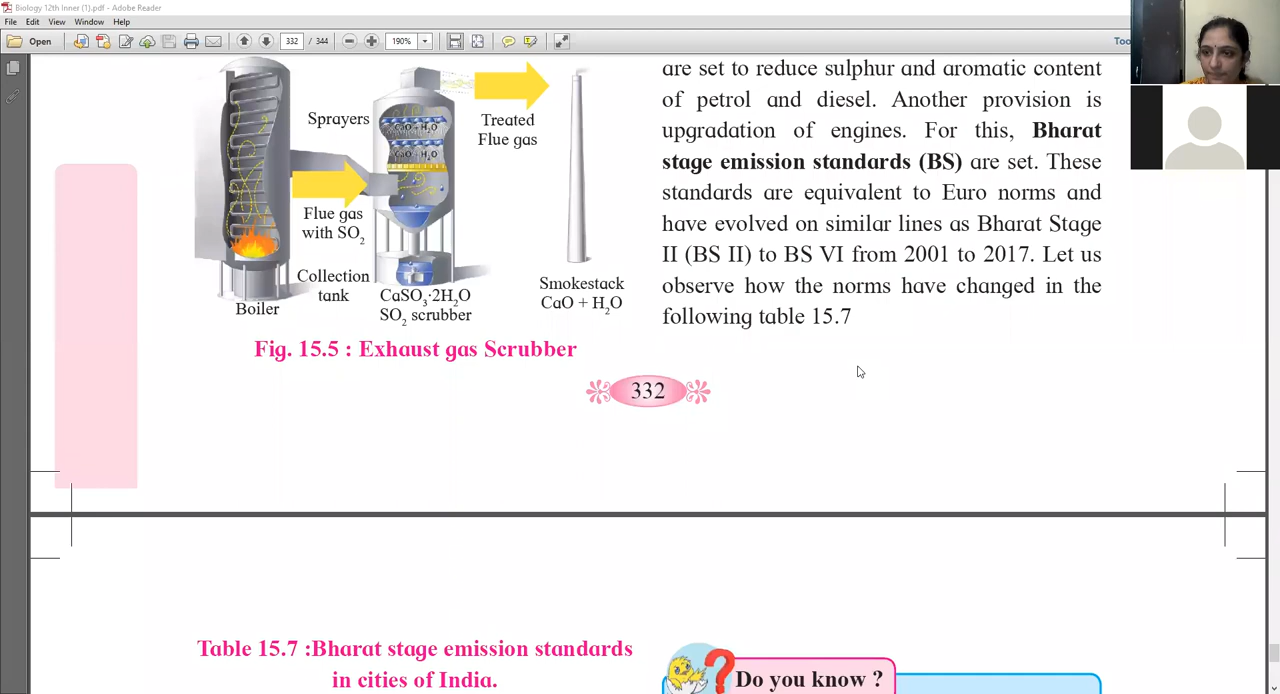 Biology 12th Inner (1).pdf - Adobe Reader
File Edit View Window Help
Open
332 / 344
190%
Too
Sprayers
CaO + H₂O
CaO + H₂O
Treated
Flue gas
Flue gas
with SO₂
Collection
tank
Boiler
CaSO₃·2H₂O
SO₂ scrubber
Smokestack
CaO + H₂O
Fig. 15.5 : Exhaust gas Scrubber
are set to reduce sulphur and aromatic content
of petrol and diesel. Another provision is
upgradation of engines. For this, Bharat
stage emission standards (BS) are set. These
standards are equivalent to Euro norms and
have evolved on similar lines as Bharat Stage
II (BS II) to BS VI from 2001 to 2017. Let us
observe how the norms have changed in the
following table 15.7
332
Table 15.7 :Bharat stage emission standards
in cities of India.
Do you know ?